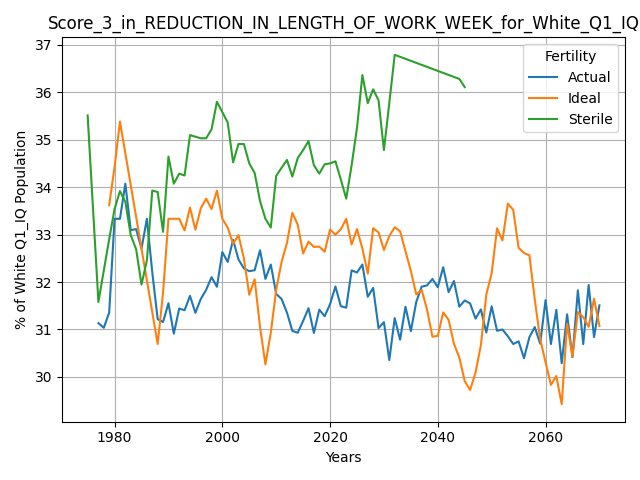 Score_3_in_REDUCTION_IN_LENGTH_OF_WORK_WEEK_for_White_Q1_IQ
37
36
35
34
33
32
31
30
% of White Q1_IQ Population
Fertility
Actual
Ideal
Sterile
1980
2000
2020
2040
2060
Years